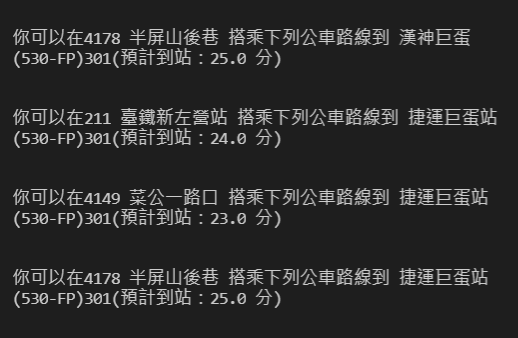 你可以在4178 半屏山後巷 搭乘下列公車路線到 漢神巨蛋
(530-FP)301(預計到站：25.0 分)
你可以在211 臺鐵新左營站 搭乘下列公車路線到 捷運巨蛋站
(530-FP)301(預計到站：24.0 分)
你可以在4149 菜公一路口 搭乘下列公車路線到 捷運巨蛋站
(530-FP)301(預計到站：23.0 分)
你可以在4178 半屏山後巷 搭乘下列公車路線到 捷運巨蛋站
(530-FP)301(預計到站：25.0 分)